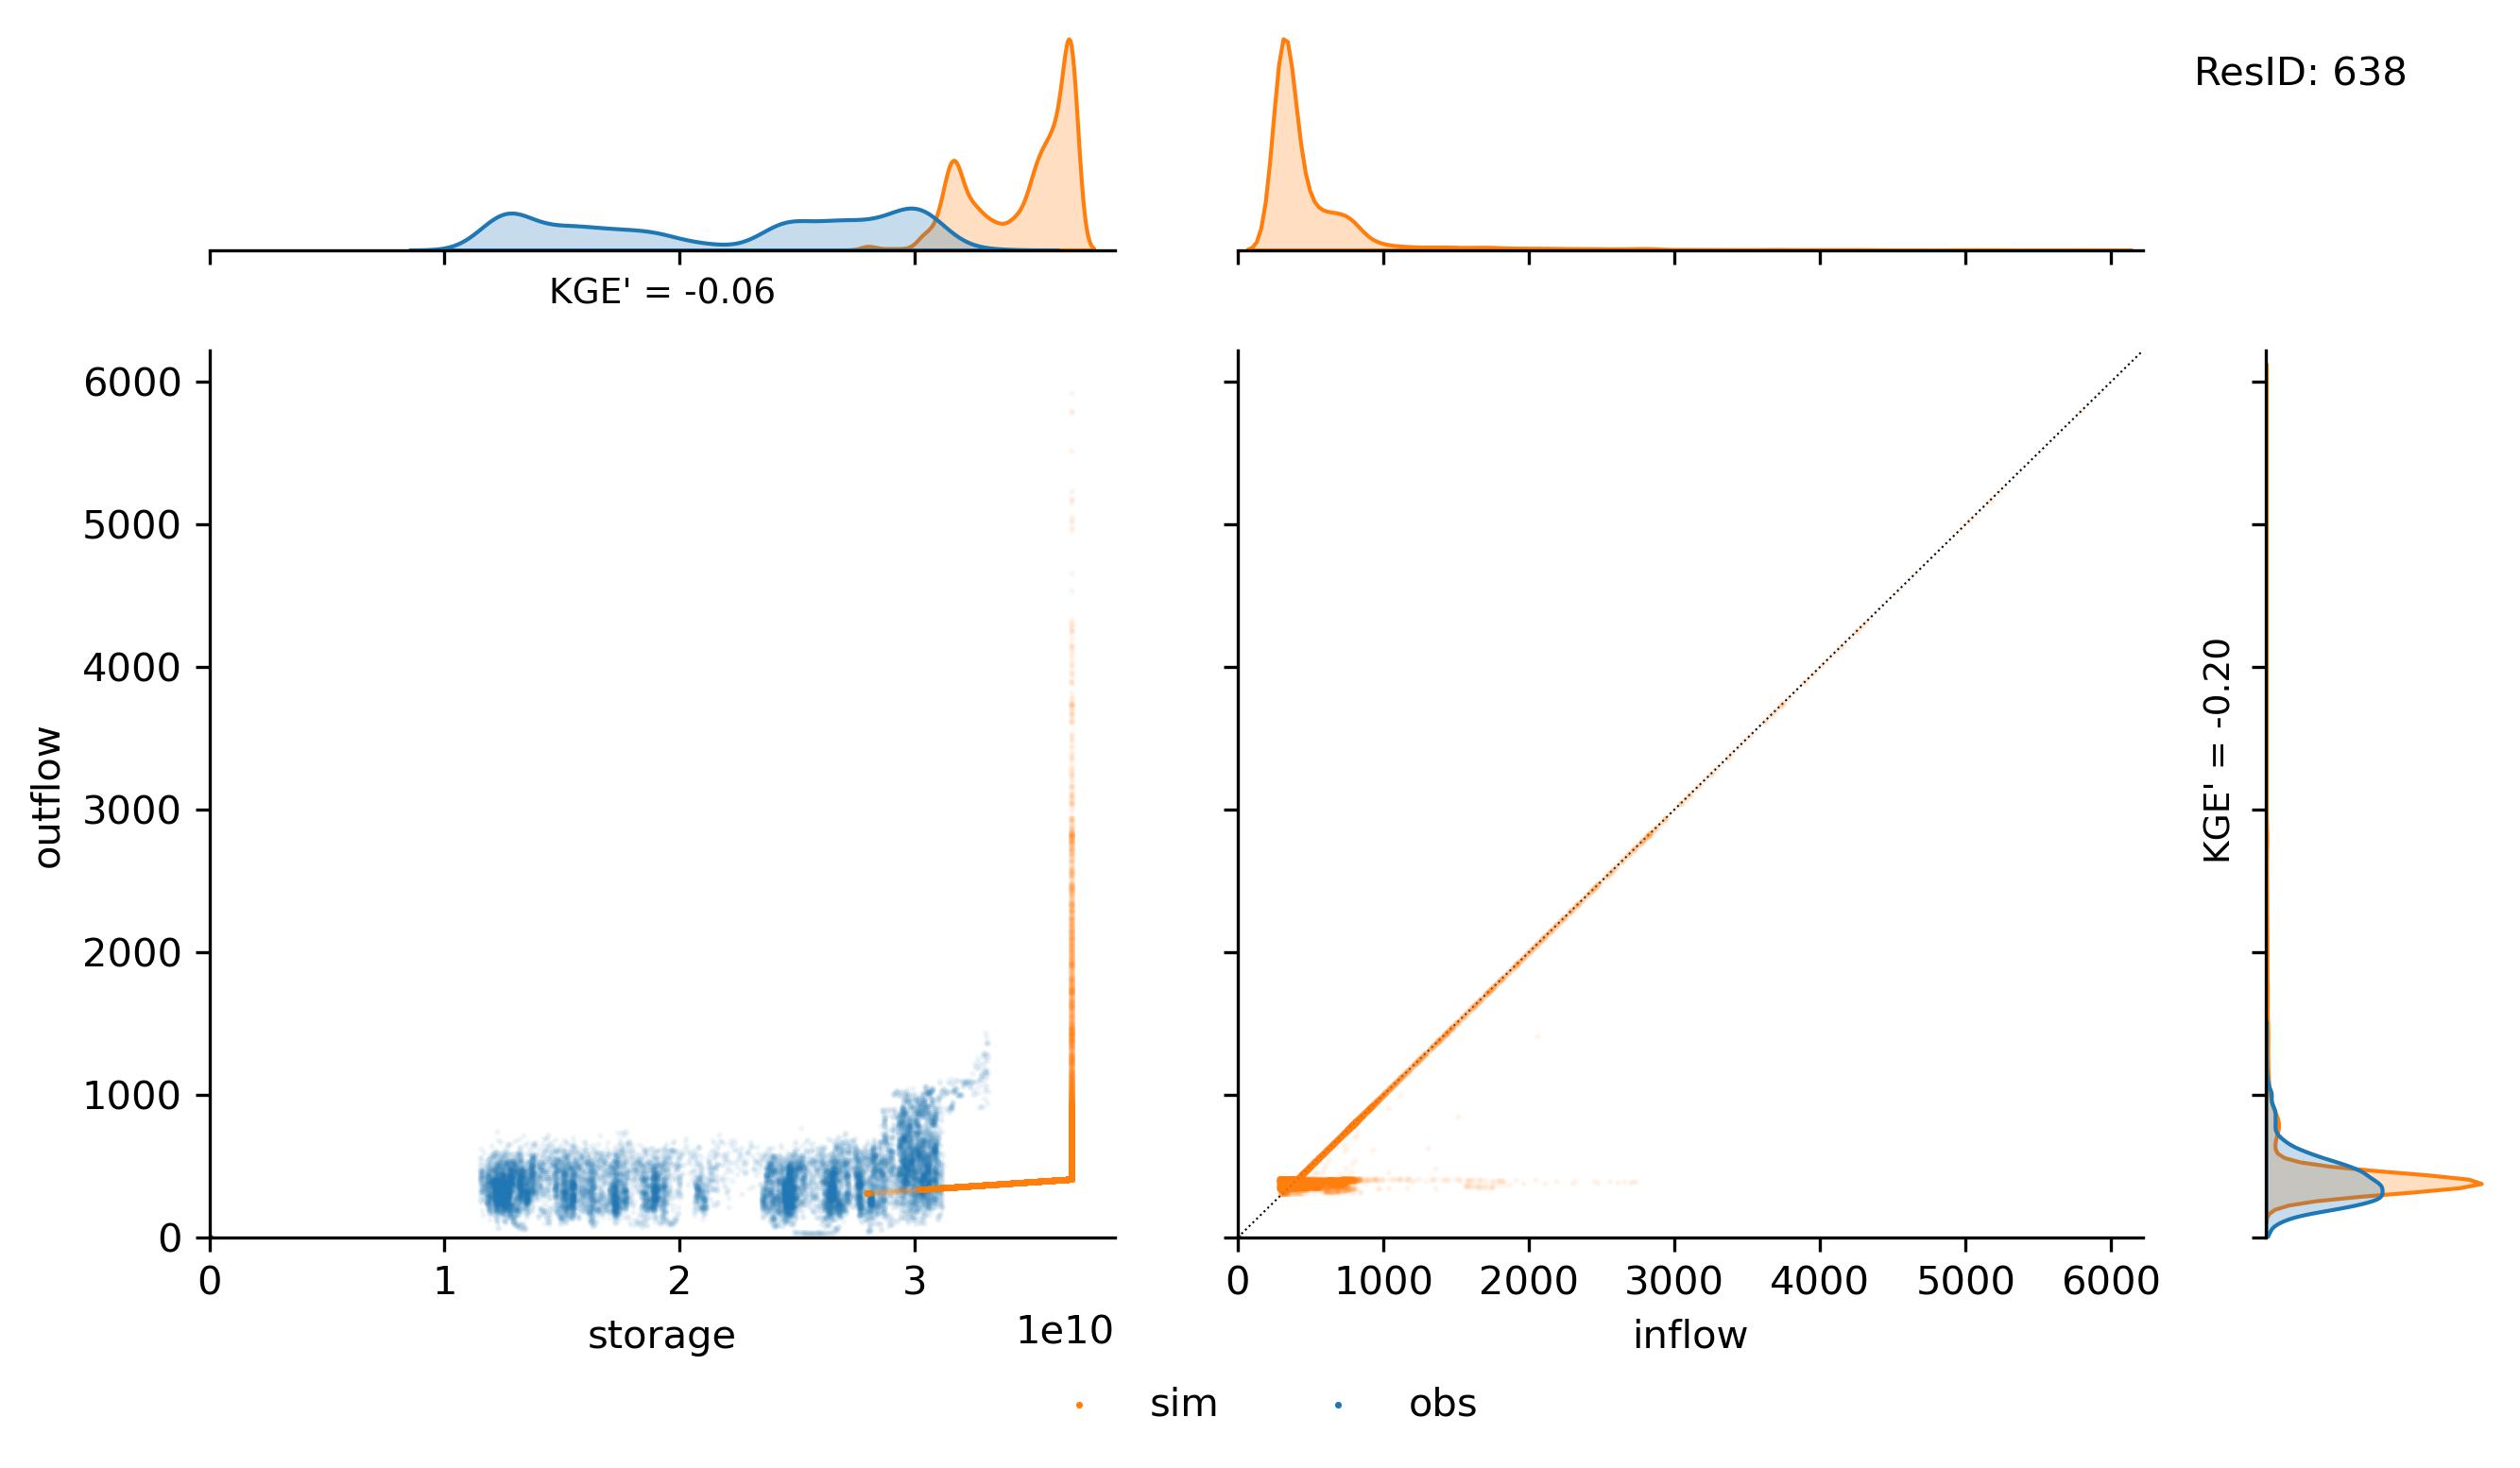 ResID: 638
KGE' = -0.06
6000
5000
4000
3000
2000
1000
0
outflow
KGE' = -0.20
0 1 2 3
0 1000 2000 3000 4000 5000 6000
1e10
storage
inflow
sim obs